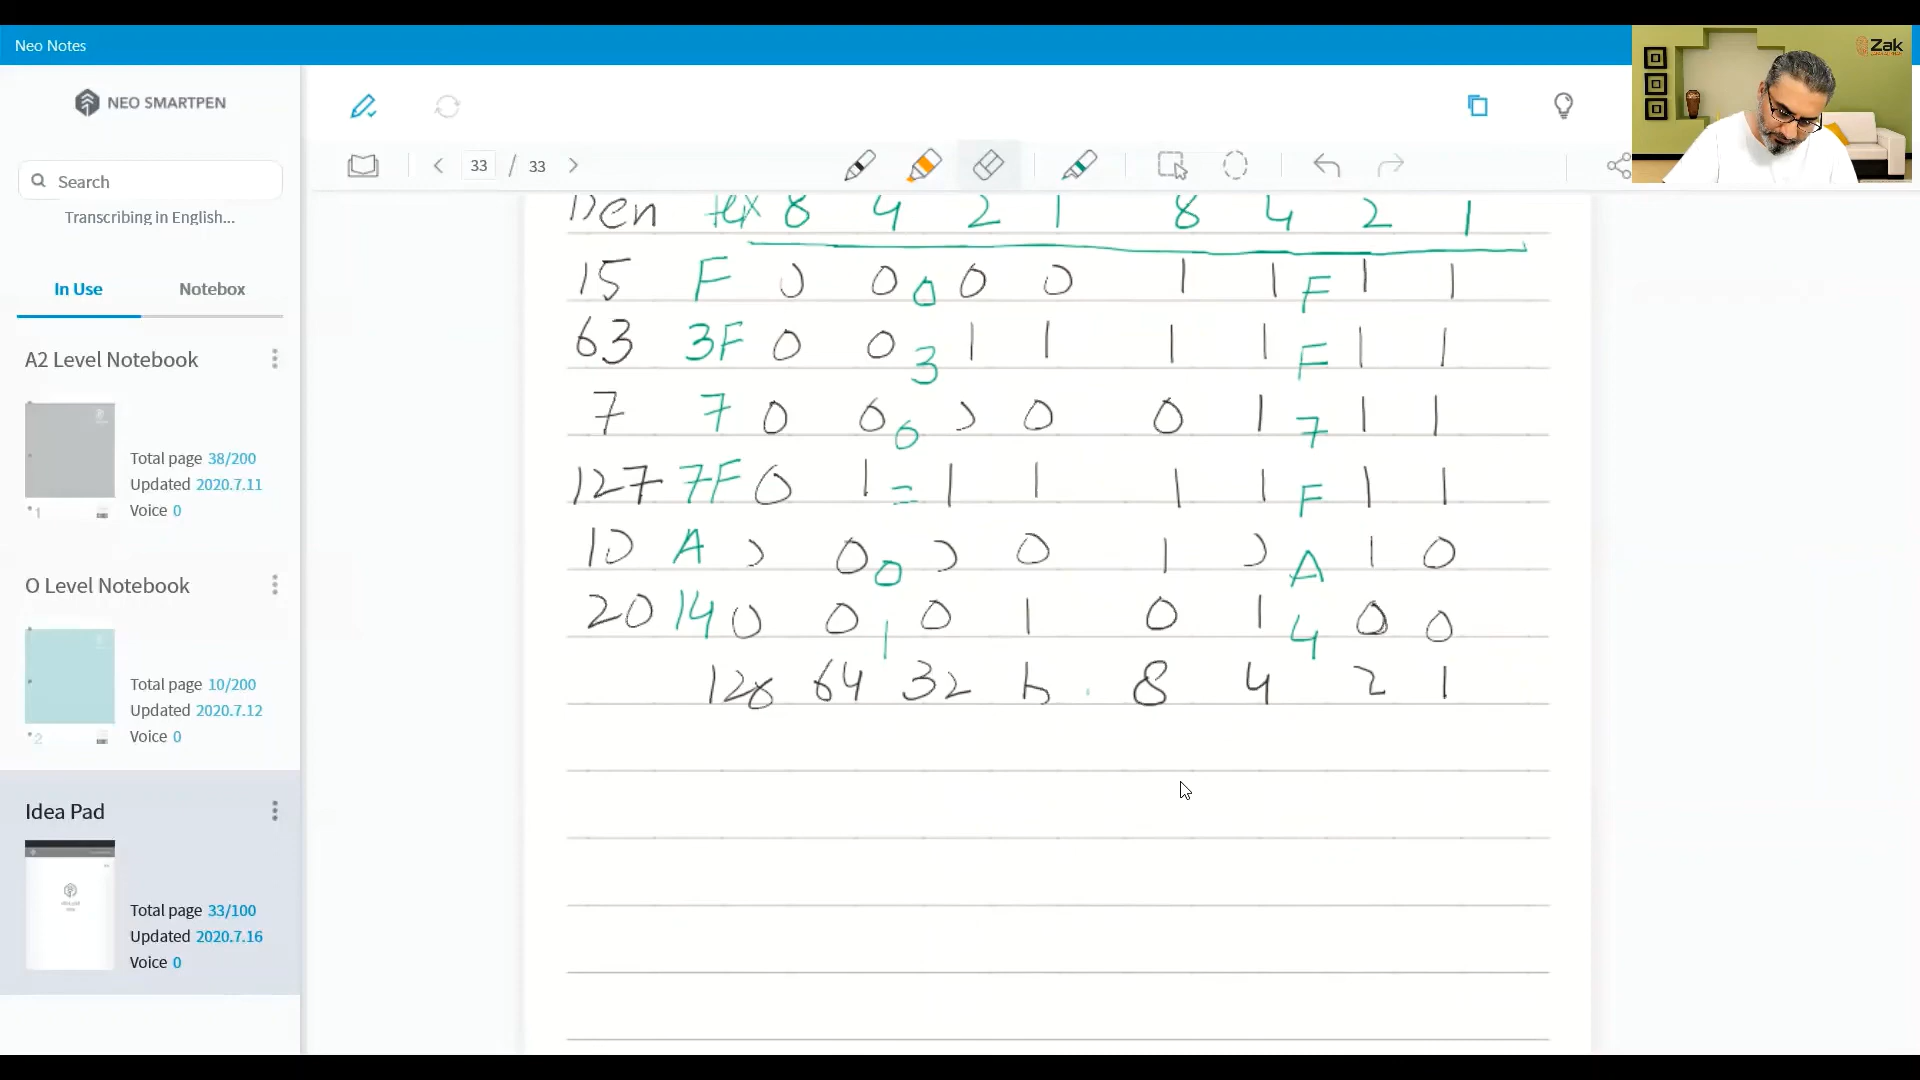 Neo Notes
Zak
NEO SMARTPEN
Search
Transcribing in English...
In Use Notebox
A2 Level Notebook
Total page 38/200
Updated 2020.7.11
Voice 0
1
O Level Notebook
Total page 10/200
Updated 2020.7.12
Voice 0
2
Idea Pad
Total page 33/100
Updated 2020.7.16
Voice 0
33 / 33
Den Hex 8 4 2 1 8 4 2 1
15 F 0 0 0 0 0 1 1 F 1 1
63 3F 0 0 3 1 1 1 1 F 1 1
7 7 0 0 0 0 0 0 1 7 1 1
127 7F 0 1 = 1 1 1 1 F 1 1
10 A 0 0 0 0 0 1 0 A 1 0
20 14 0 0 1 0 1 0 1 4 0 0
128 64 32 16 8 4 2 1